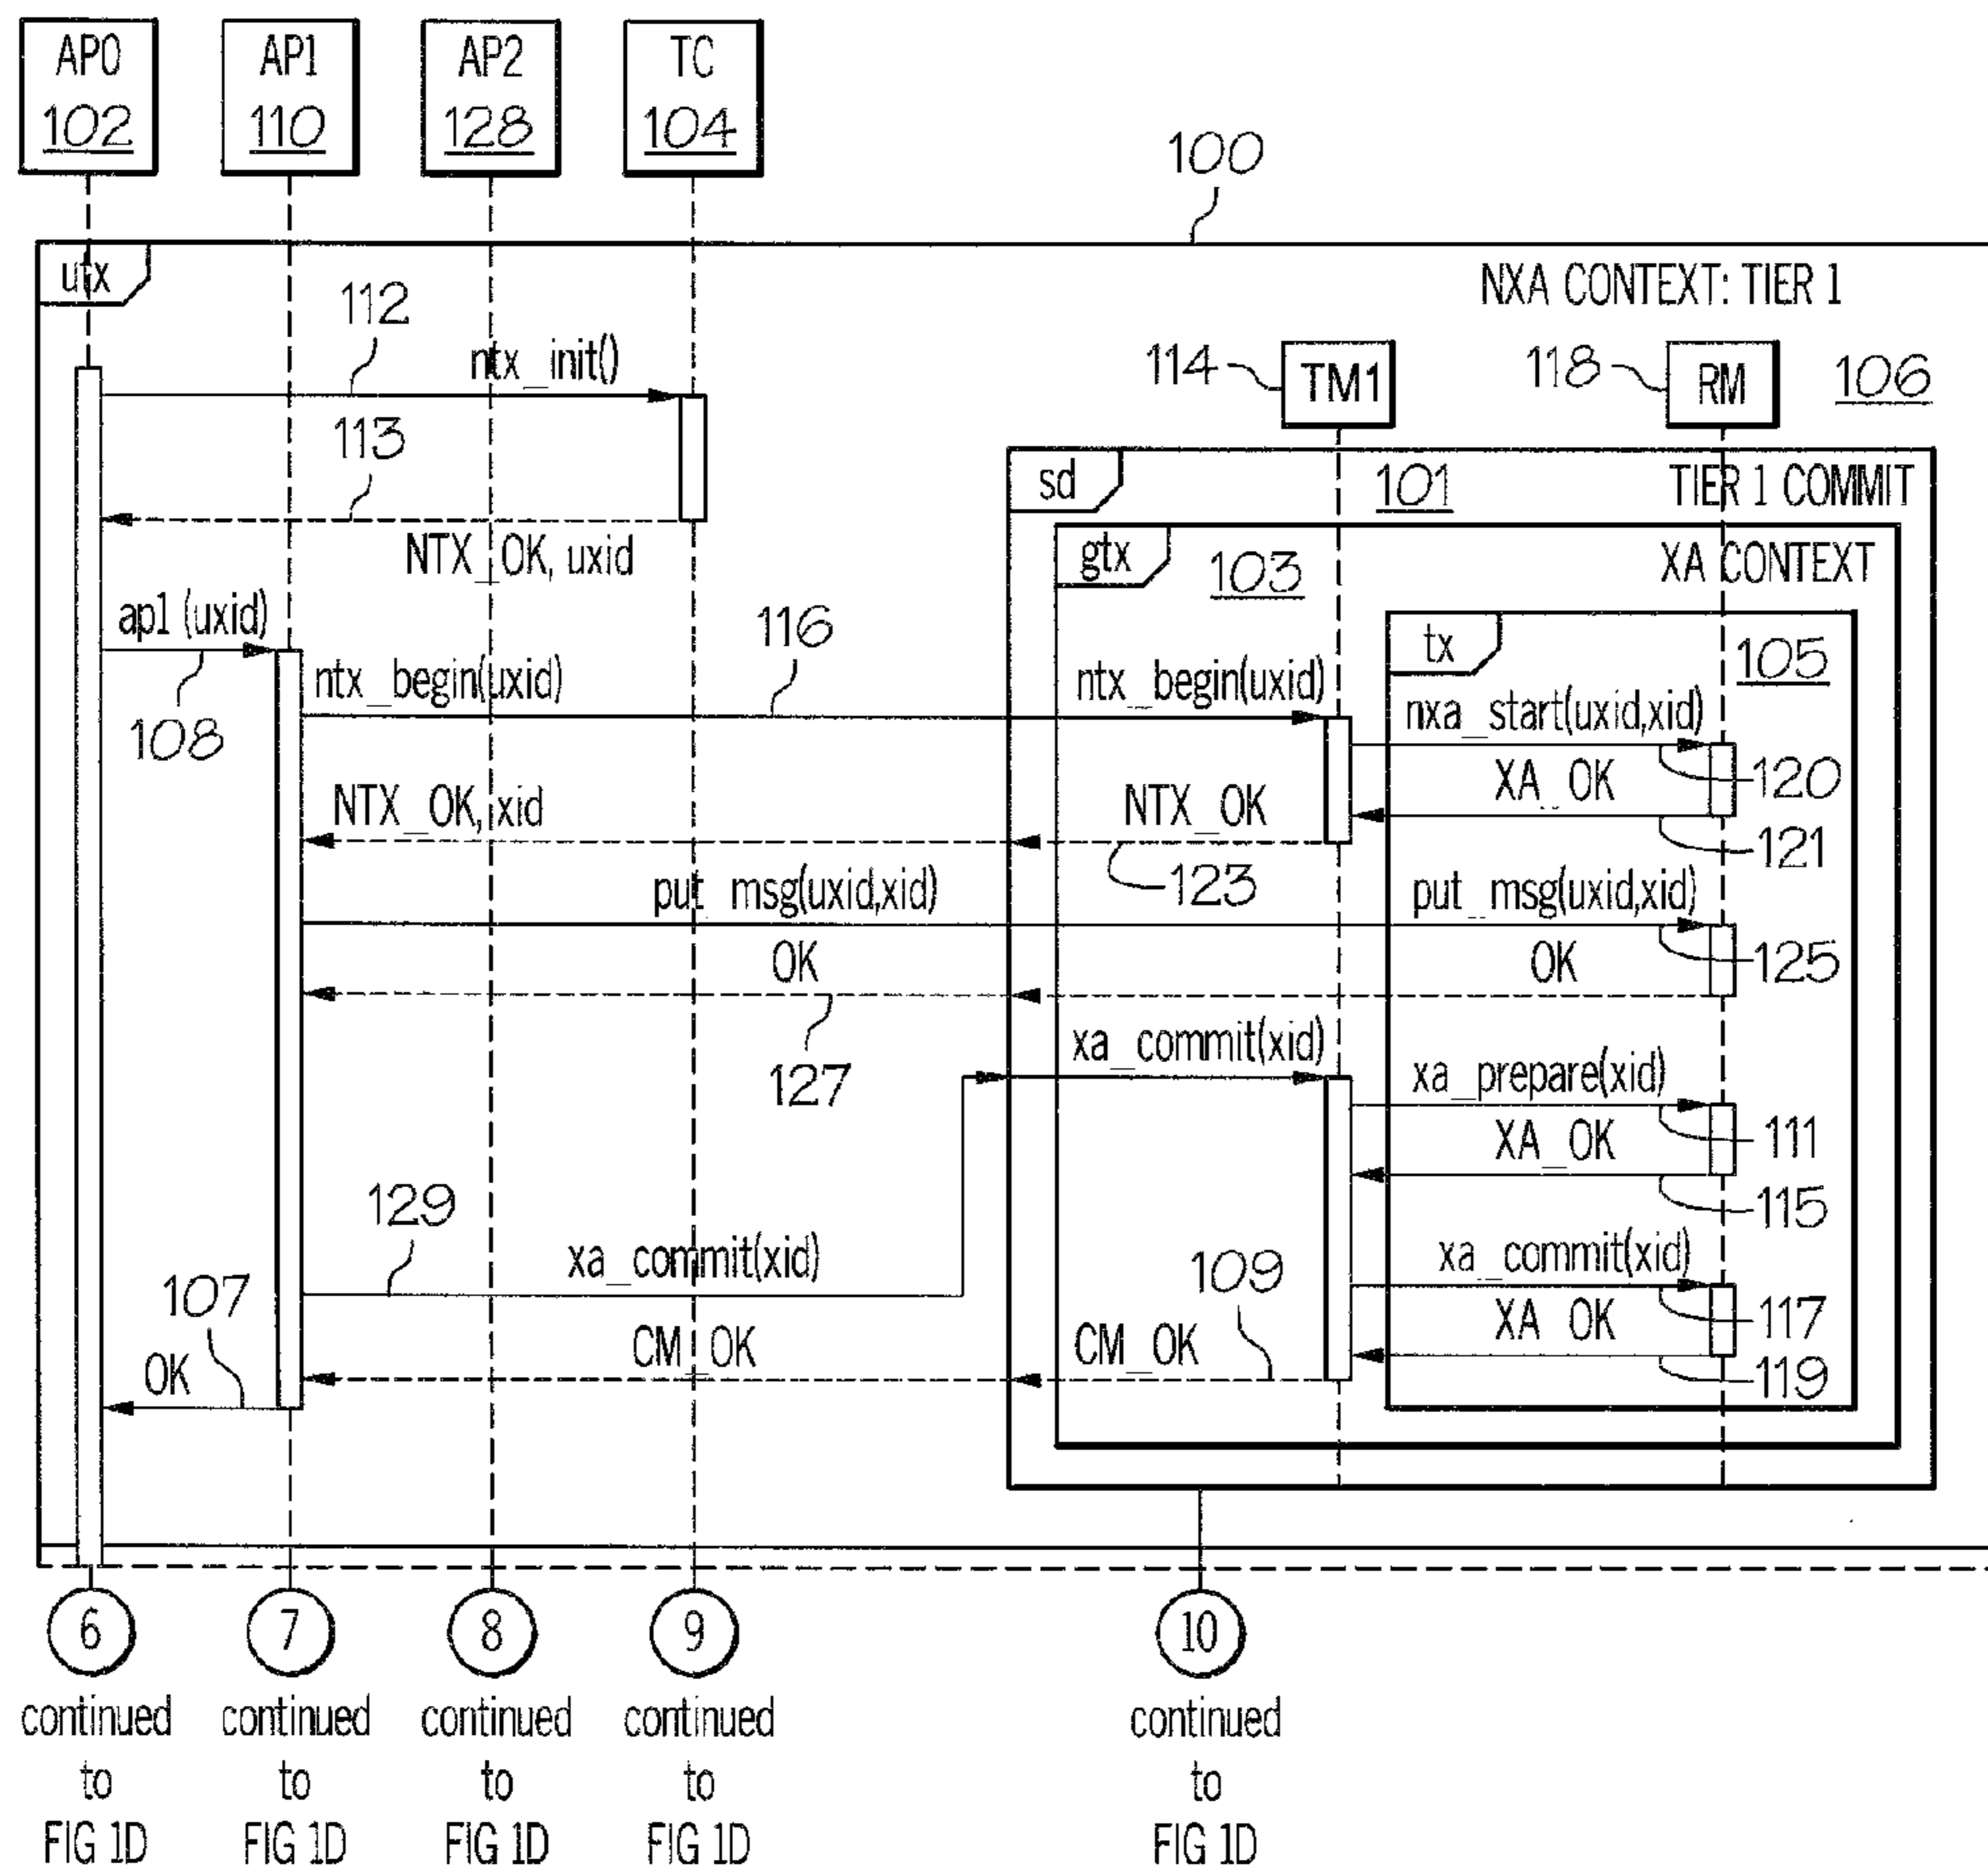 AP0 AP1 AP2 TC
102 110 128 104
100
utx
NXA CONTEXT: TIER 1
112
ntx_init()
114 TM1 118 RM 106
113
sd 101 TIER 1 COMMIT
NTX_OK, uxid
gtx 103 XA CONTEXT
ap1 (uxid)
116
tx 105
108
ntx_begin(uxid) ntx_begin(uxid) nxa_start(uxid,xid)
120
XA_OK
NTX_OK, xid NTX_OK
121
123
put_msg(uxid,xid) put_msg(uxid,xid)
125
OK OK
127
xa_commit(xid)
xa_prepare(xid)
111
XA_OK
115
129
xa_commit(xid) 109 xa_commit(xid)
107
117
XA_OK
CM_OK CM_OK
119
OK
6 7 8 9 10
continued continued continued continued continued
to to to to to
FIG 1D FIG 1D FIG 1D FIG 1D FIG 1D